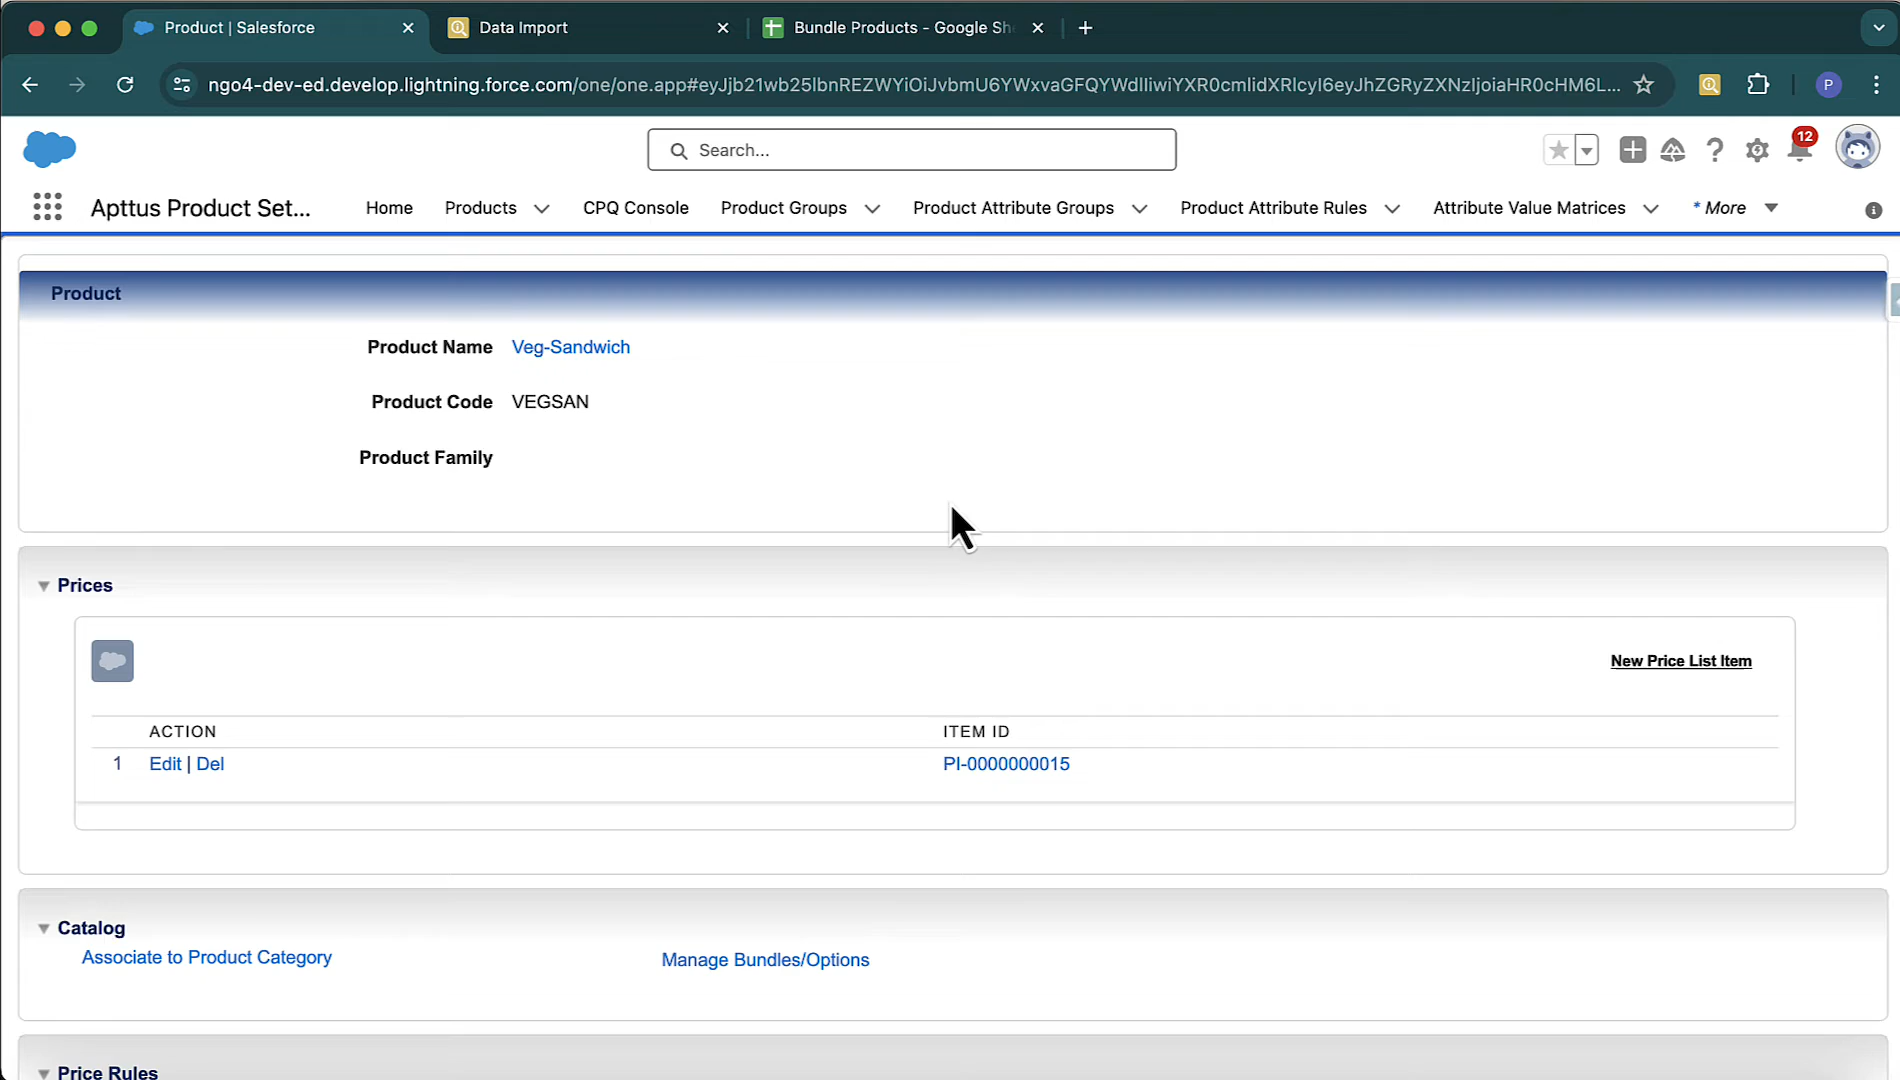 Product | Salesforce
Data Import
Bundle Products - Google She
ngo4-dev-ed.develop.lightning.force.com/one/one.app#eyJjb21wb25lbnREZWYiOiJvbmU6YWxvaGFQYWdlIiwiYXR0cmlidXRlcyI6eyJhZGRyZXNzIjoiaHR0cHM6L...
P
Search...
12
Apttus Product Set...
Home
Products
CPQ Console
Product Groups
Product Attribute Groups
Product Attribute Rules
Attribute Value Matrices
* More
Product
Product Name Veg-Sandwich
Product Code VEGSAN
Product Family
Prices
New Price List Item
ACTION ITEM ID
1 Edit | Del PI-0000000015
Catalog
Associate to Product Category Manage Bundles/Options
Price Rules